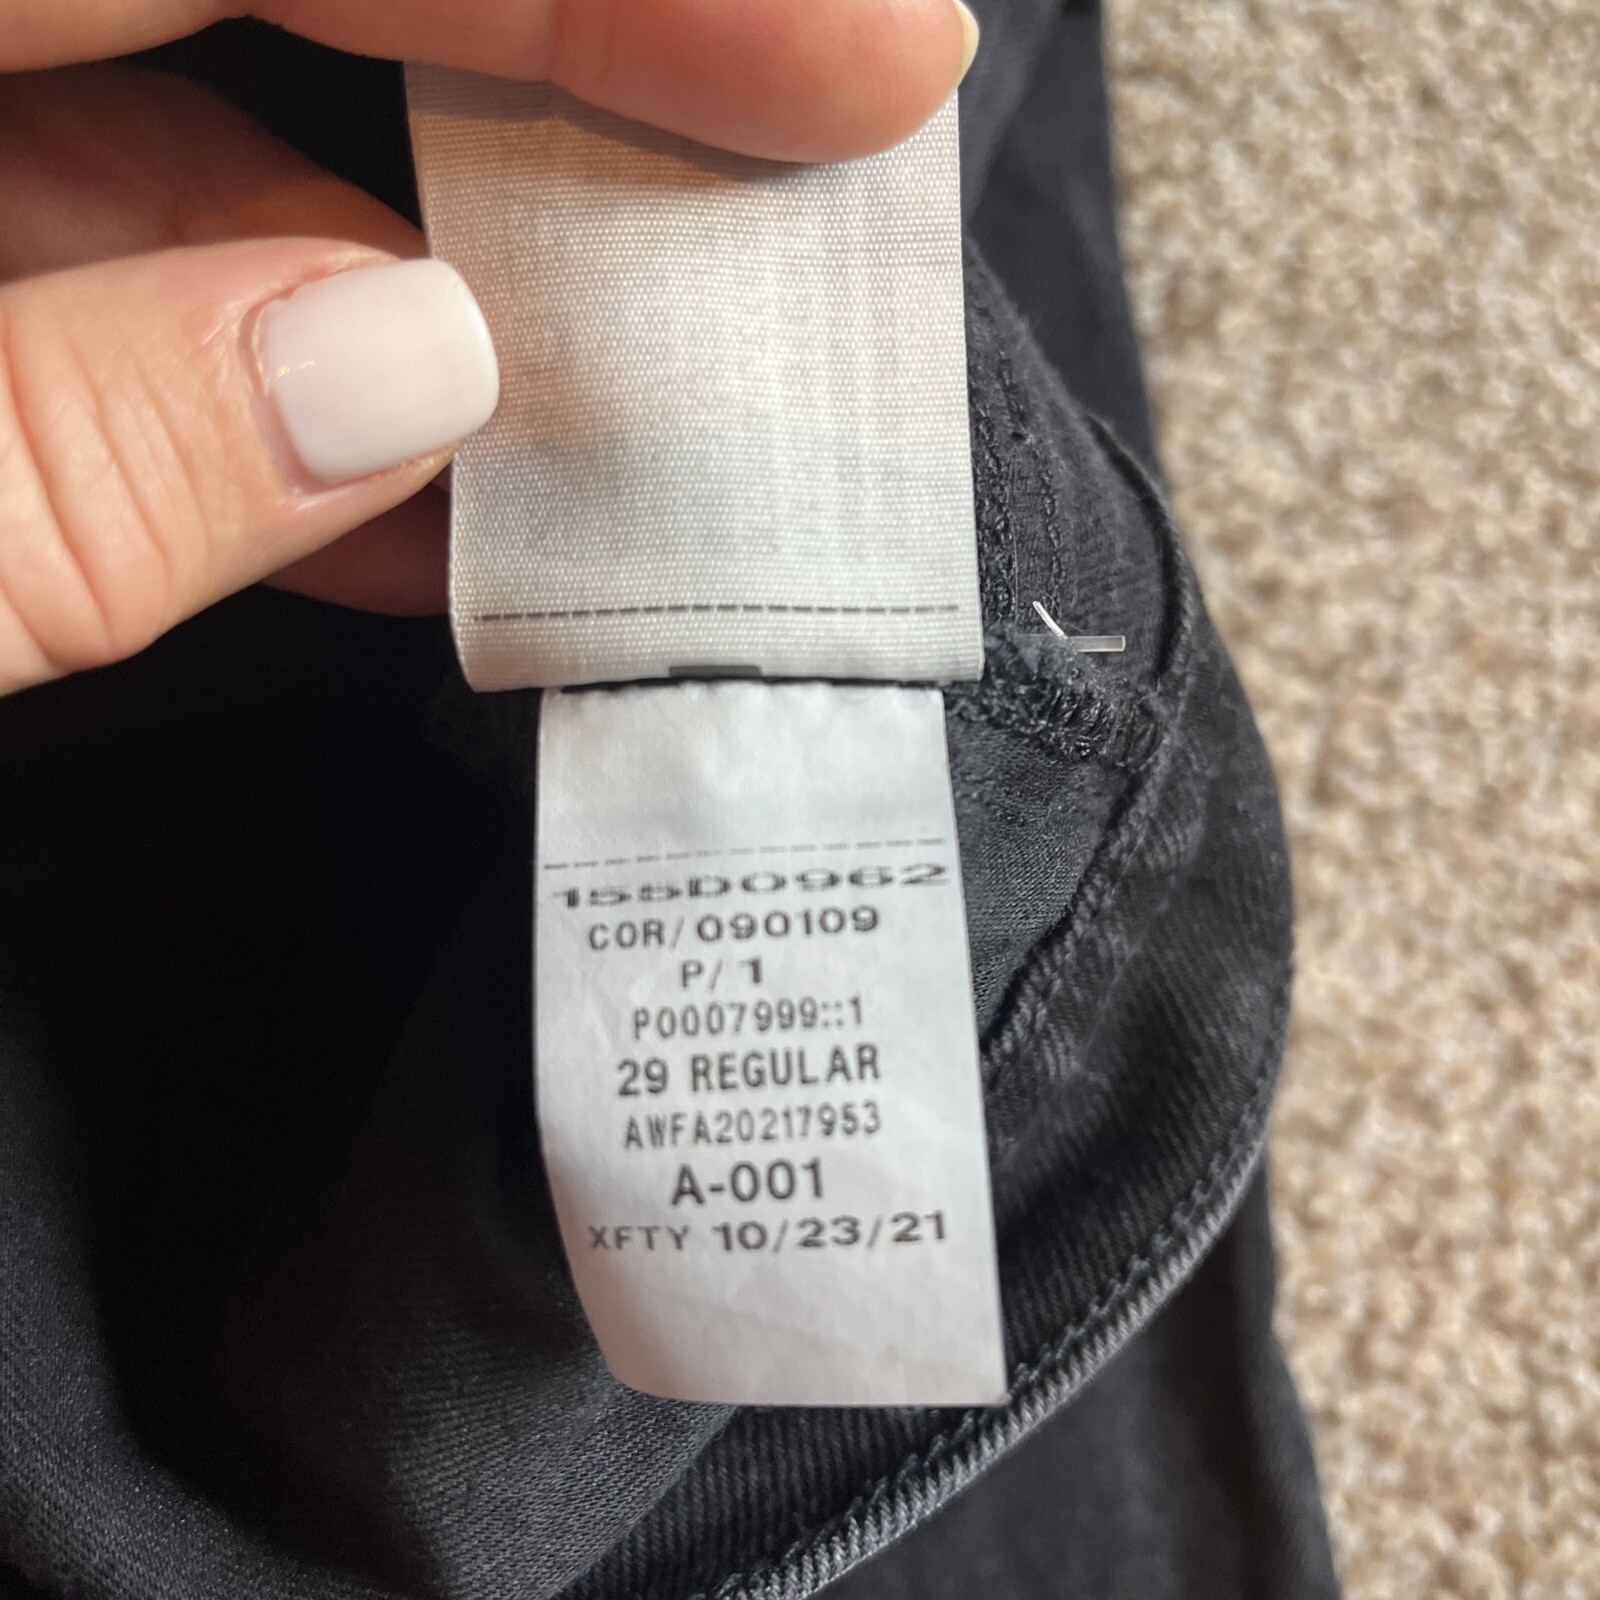 155D0962
COR/090109
P/1
P0007999::1
29 REGULAR
AWFA20217953
A-001
XFTY 10/23/21